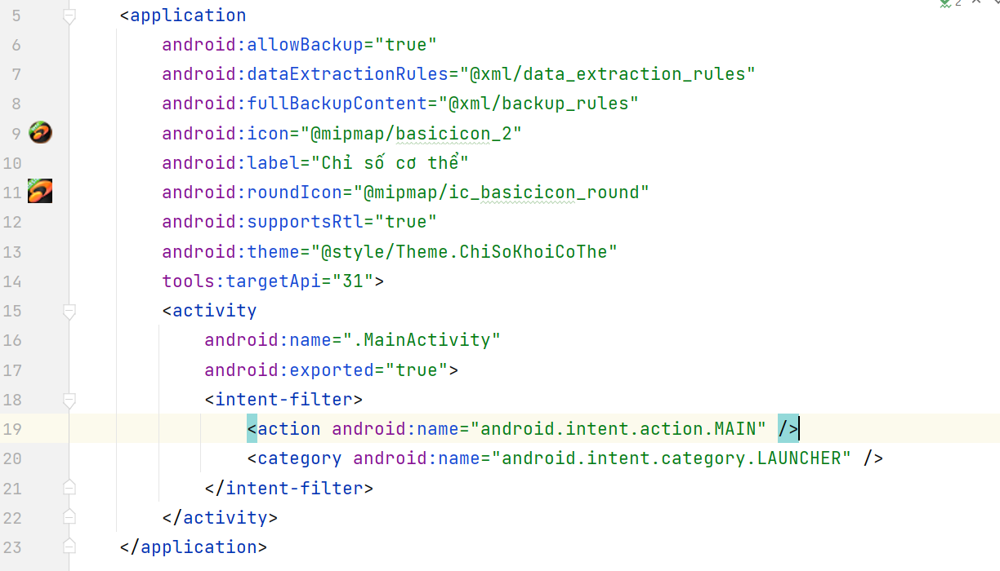 2
5 <application
6 android:allowBackup="true"
7 android:dataExtractionRules="@xml/data_extraction_rules"
8 android:fullBackupContent="@xml/backup_rules"
9 android:icon="@mipmap/basicicon_2"
10 android:label="Chỉ số cơ thể"
11 android:roundIcon="@mipmap/ic_basicicon_round"
12 android:supportsRtl="true"
13 android:theme="@style/Theme.ChiSoKhoiCoThe"
14 tools:targetApi="31">
15 <activity
16 android:name=".MainActivity"
17 android:exported="true">
18 <intent-filter>
19 <action android:name="android.intent.action.MAIN" />
20 <category android:name="android.intent.category.LAUNCHER" />
21 </intent-filter>
22 </activity>
23 </application>